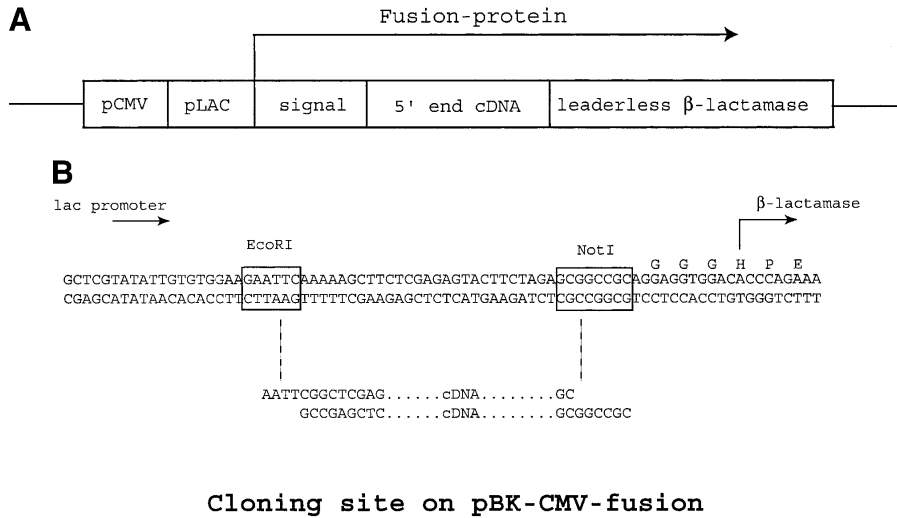 A
Fusion-protein
pCMV pLAC signal 5' end cDNA leaderless β-lactamase
B
lac promoter
β-lactamase
EcoRI
NotI
G G G H P E
GCTCGTATATTGTGTGGAAGAATTCAAAAAGCTTCTCGAGAGTACTTCTAGAGCGGCCGCAGGAGGTGGACACCCAGAAA
CGAGCATATAACACACCTTCTTAAGTTTTTCGAAGAGCTCTCATGAAGATCTCGCCGGCGTCCTCCACCTGTGGGTCTTT
AATTCGGCTCGAG......cDNA........GC
GCCGAGCTC......cDNA........GCGGCCGC
Cloning site on pBK-CMV-fusion